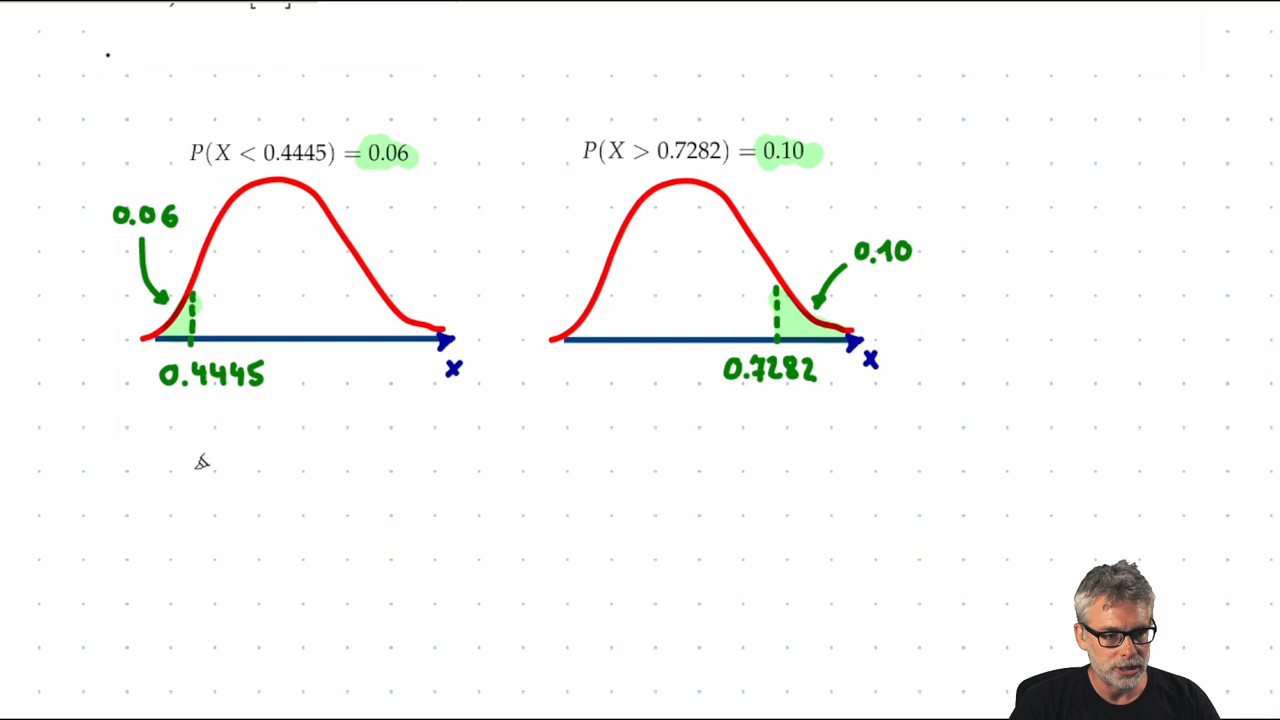 P(X < 0.4445) = 0.06
P(X > 0.7282) = 0.10
0.06
0.10
0.4445
x
0.7282
x